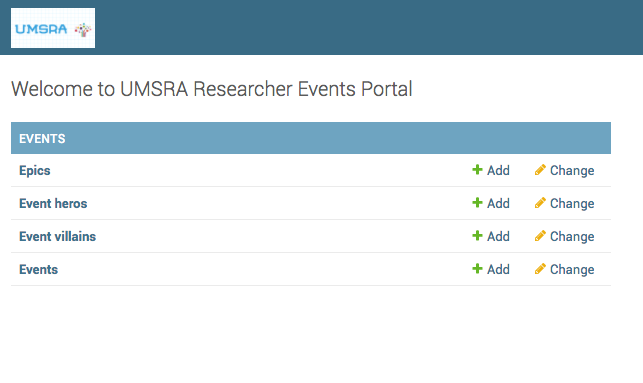 UMSRA
Welcome to UMSRA Researcher Events Portal
EVENTS
Epics Add Change
Event heros Add Change
Event villains Add Change
Events Add Change